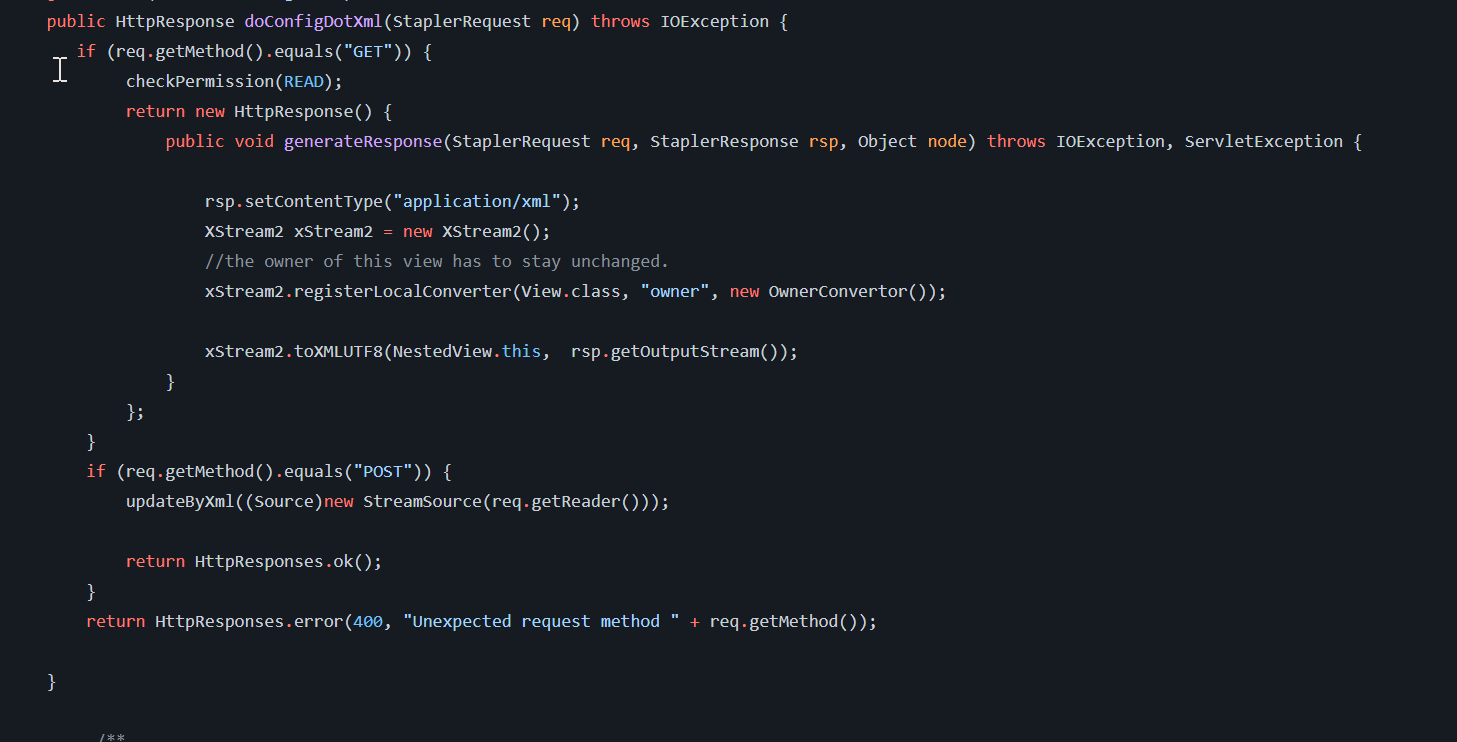 public HttpResponse doConfigDotXml(StaplerRequest req) throws IOException {
if (req.getMethod().equals("GET")) {
checkPermission(READ);
return new HttpResponse() {
public void generateResponse(StaplerRequest req, StaplerResponse rsp, Object node) throws IOException, ServletException {
rsp.setContentType("application/xml");
XStream2 xStream2 = new XStream2();
//the owner of this view has to stay unchanged.
xStream2.registerLocalConverter(View.class, "owner", new OwnerConvertor());
xStream2.toXMLUTF8(NestedView.this,  rsp.getOutputStream());
}
};
}
if (req.getMethod().equals("POST")) {
updateByXml((Source)new StreamSource(req.getReader()));
return HttpResponses.ok();
}
return HttpResponses.error(400, "Unexpected request method " + req.getMethod());
}
/**